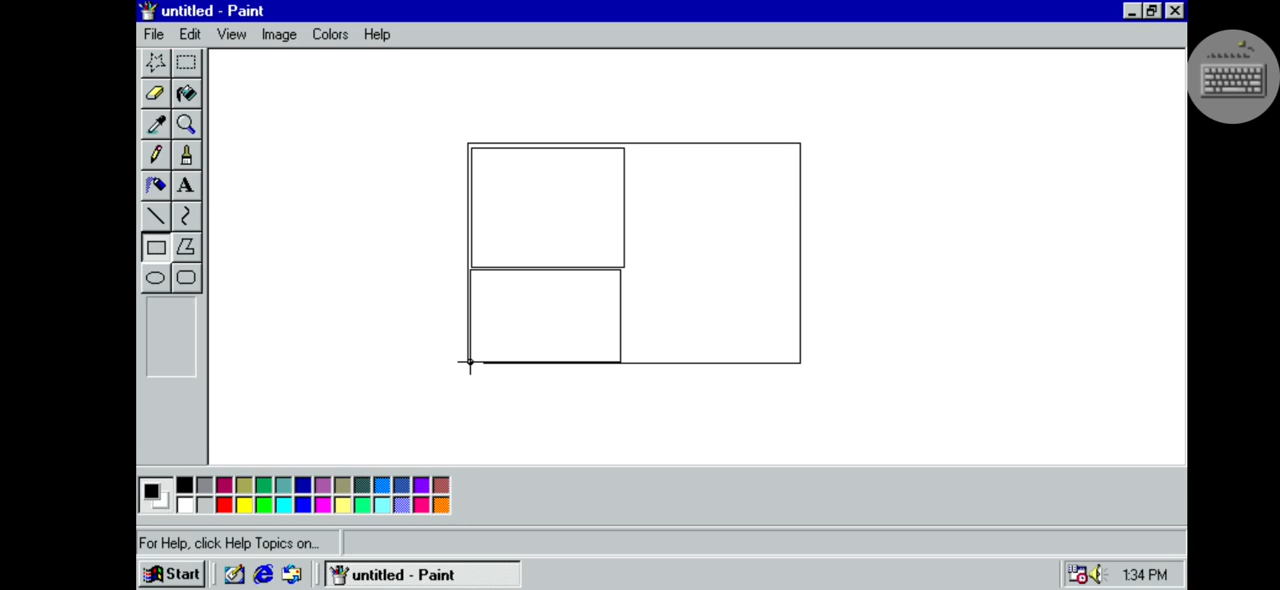 untitled - Paint
File Edit View Image Colors Help
A
For Help, click Help Topics on...
Start untitled - Paint 1:34 PM